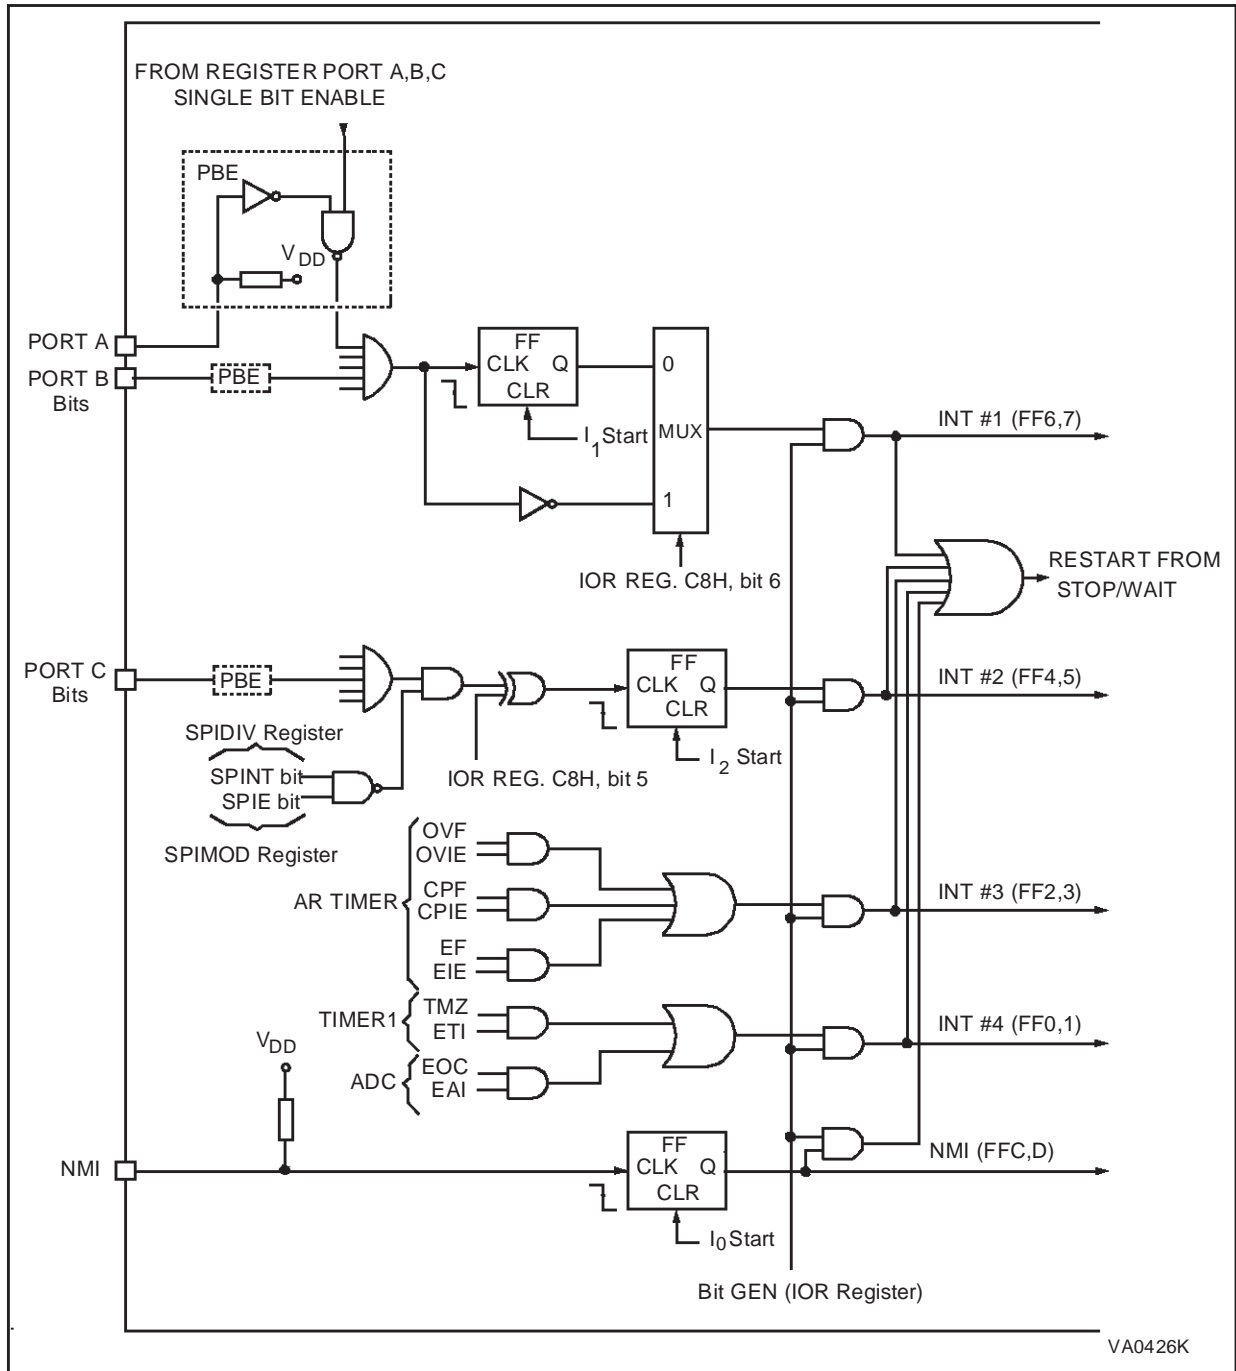 FROM REGISTER PORT A,B,C
SINGLE BIT ENABLE
PBE
VDD
PORT A
PORT B
Bits
PBE
FF
CLK Q
CLR
I1 Start
0
MUX
1
IOR REG. C8H, bit 6
INT #1 (FF6,7)
RESTART FROM
STOP/WAIT
PORT C
Bits
PBE
SPIDIV Register
SPINT bit
SPIE bit
SPIMOD Register
IOR REG. C8H, bit 5
FF
CLK Q
CLR
I2 Start
INT #2 (FF4,5)
AR TIMER
OVF
OVIE
CPF
CPIE
EF
EIE
INT #3 (FF2,3)
TIMER1
TMZ
ETI
ADC
EOC
EAI
INT #4 (FF0,1)
VDD
NMI
FF
CLK Q
CLR
I0 Start
NMI (FFC,D)
Bit GEN (IOR Register)
VA0426K